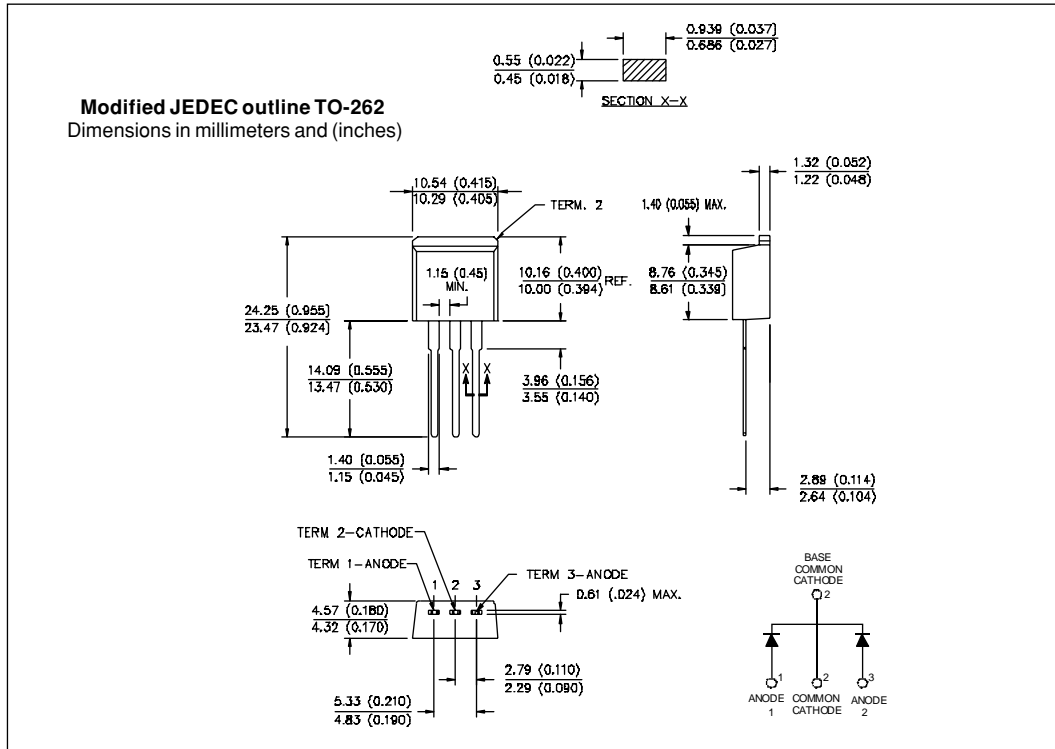 0.939 (0.037)
0.686 (0.027)
0.55 (0.022)
0.45 (0.018)
SECTION X-X
Modified JEDEC outline TO-262
Dimensions in millimeters and (inches)
10.54 (0.415)
10.29 (0.405)
TERM. 2
1.32 (0.052)
1.22 (0.048)
1.40 (0.055) MAX.
1.15 (0.45)
MIN.
10.16 (0.400)
10.00 (0.394)
REF.
8.76 (0.345)
8.61 (0.339)
24.25 (0.955)
23.47 (0.924)
14.09 (0.555)
13.47 (0.530)
X X
3.96 (0.156)
3.55 (0.140)
1.40 (0.055)
1.15 (0.045)
2.89 (0.114)
2.64 (0.104)
TERM 2-CATHODE
TERM 1-ANODE
TERM 3-ANODE
1 2 3
0.61 (.024) MAX.
4.57 (0.180)
4.32 (0.170)
2.79 (0.110)
2.29 (0.090)
5.33 (0.210)
4.83 (0.190)
BASE
COMMON
CATHODE
2
1 2 3
ANODE
1
COMMON
CATHODE
ANODE
2